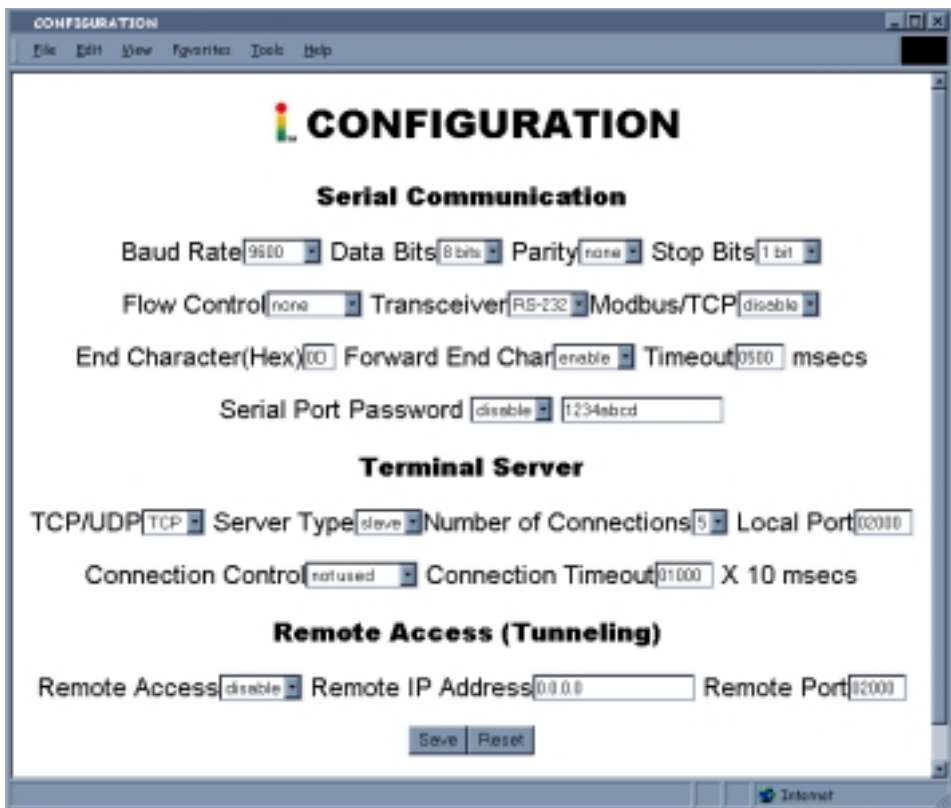 CONFIGURATION
File Edit View Favorites Tools Help
i CONFIGURATION
Serial Communication
Baud Rate 9600 Data Bits 8 bits Parity none Stop Bits 1 bit
Flow Control none Transceiver RS-232 Modbus/TCP disable
End Character(Hex) 0D Forward End Char enable Timeout 0500 msecs
Serial Port Password disable 1234abcd
Terminal Server
TCP/UDP TCP Server Type slave Number of Connections 5 Local Port 02000
Connection Control not used Connection Timeout 01000 X 10 msecs
Remote Access (Tunneling)
Remote Access disable Remote IP Address 0.0.0.0 Remote Port 02000
Save Reset
Internet